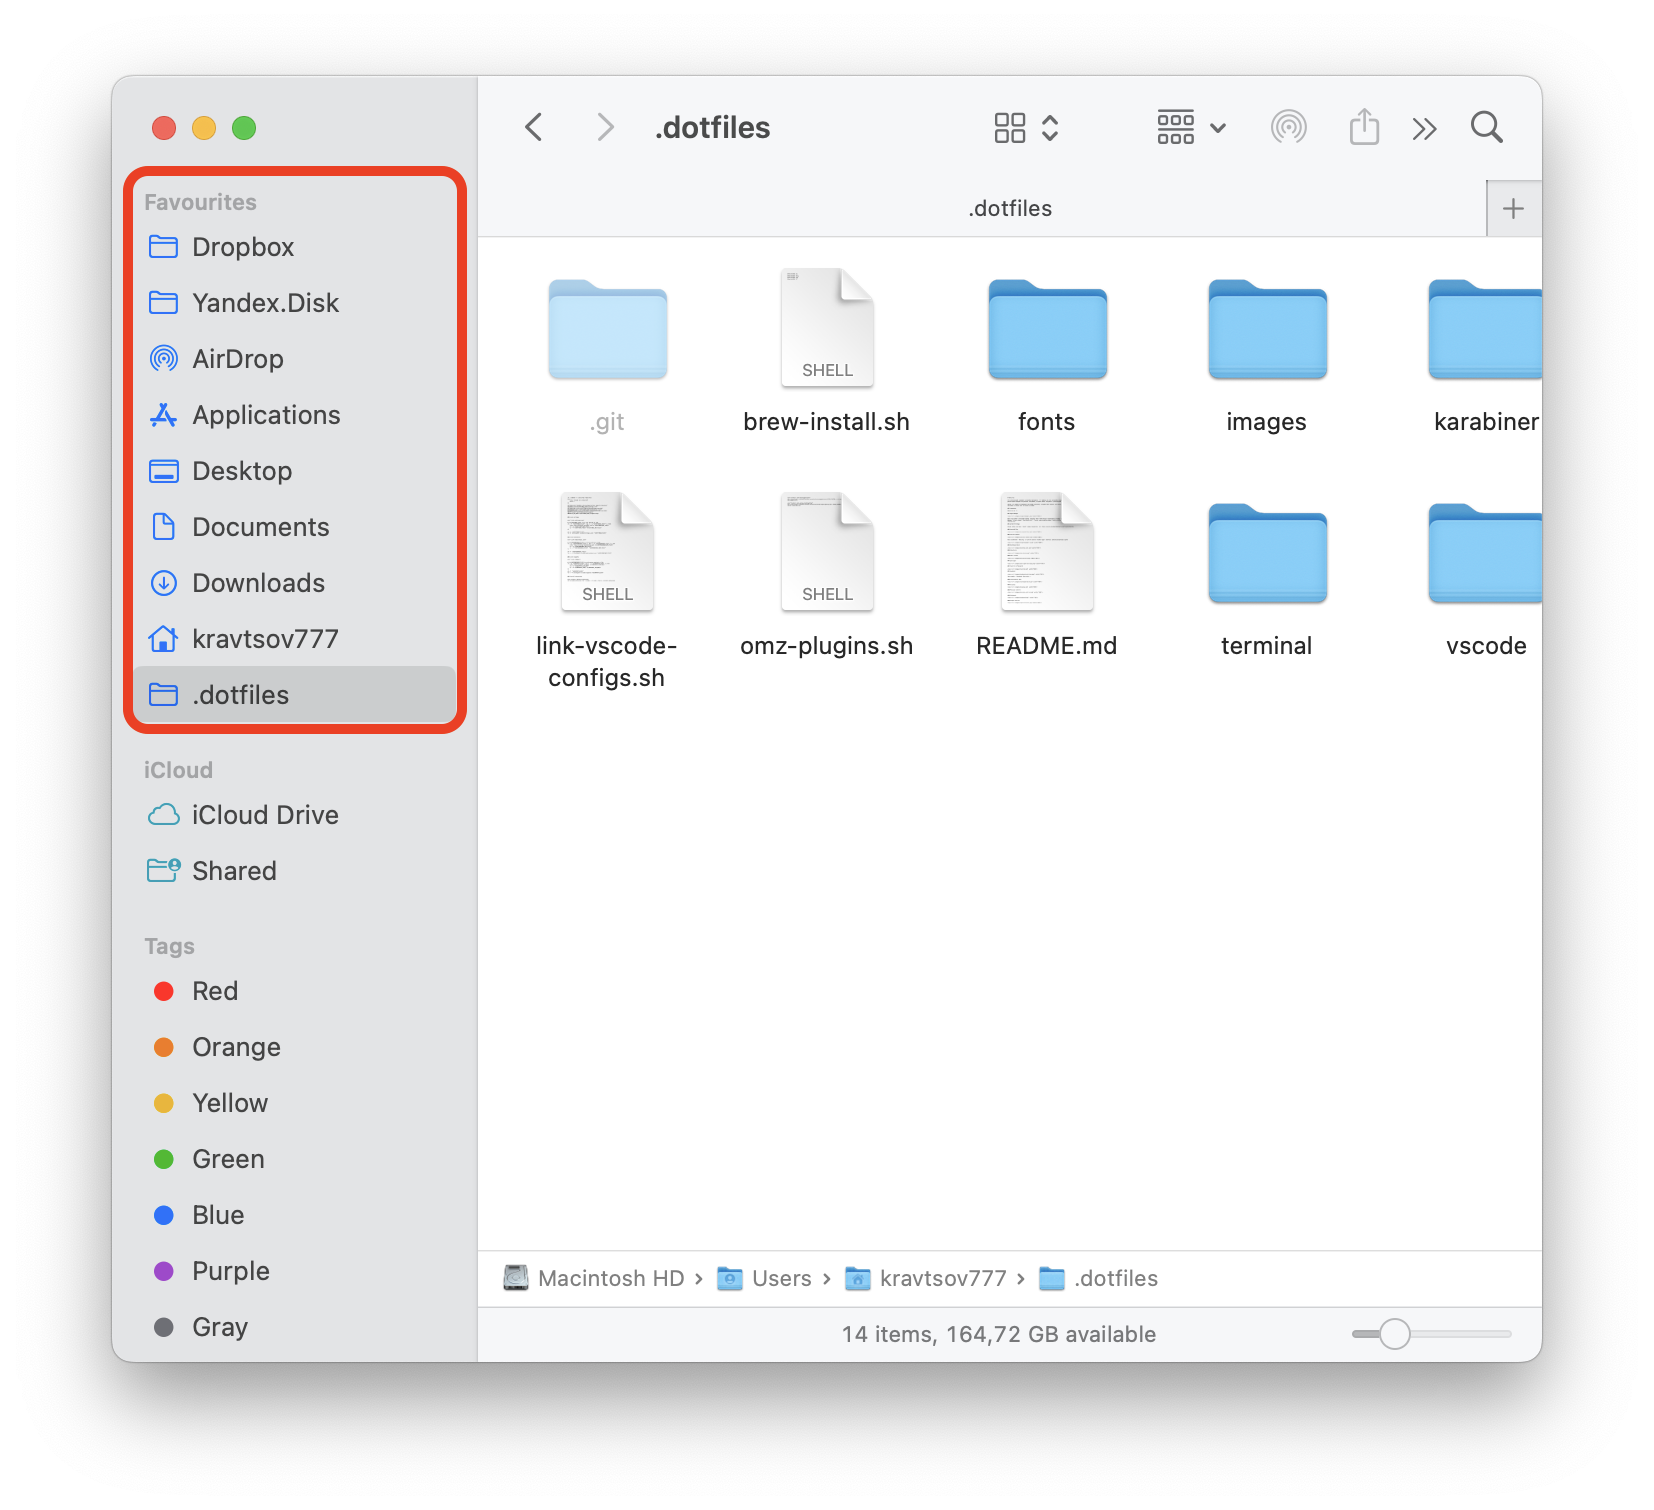 Favourites
Dropbox
Yandex.Disk
AirDrop
Applications
Desktop
Documents
Downloads
kravtsov777
.dotfiles
iCloud
iCloud Drive
Shared
Tags
Red
Orange
Yellow
Green
Blue
Purple
Gray
.dotfiles
.dotfiles
SHELL
.git
brew-install.sh
fonts
images
karabiner
SHELL
SHELL
link-vscode-
configs.sh
omz-plugins.sh
README.md
terminal
vscode
Macintosh HD › Users › kravtsov777 › .dotfiles
14 items, 164,72 GB available